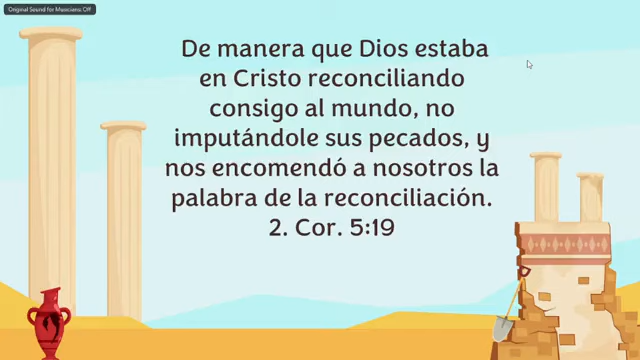 Original Sound for Musicians: Off
De manera que Dios estaba
en Cristo reconciliando
consigo al mundo, no
imputándole sus pecados, y
nos encomendó a nosotros la
palabra de la reconciliación.
2. Cor. 5:19